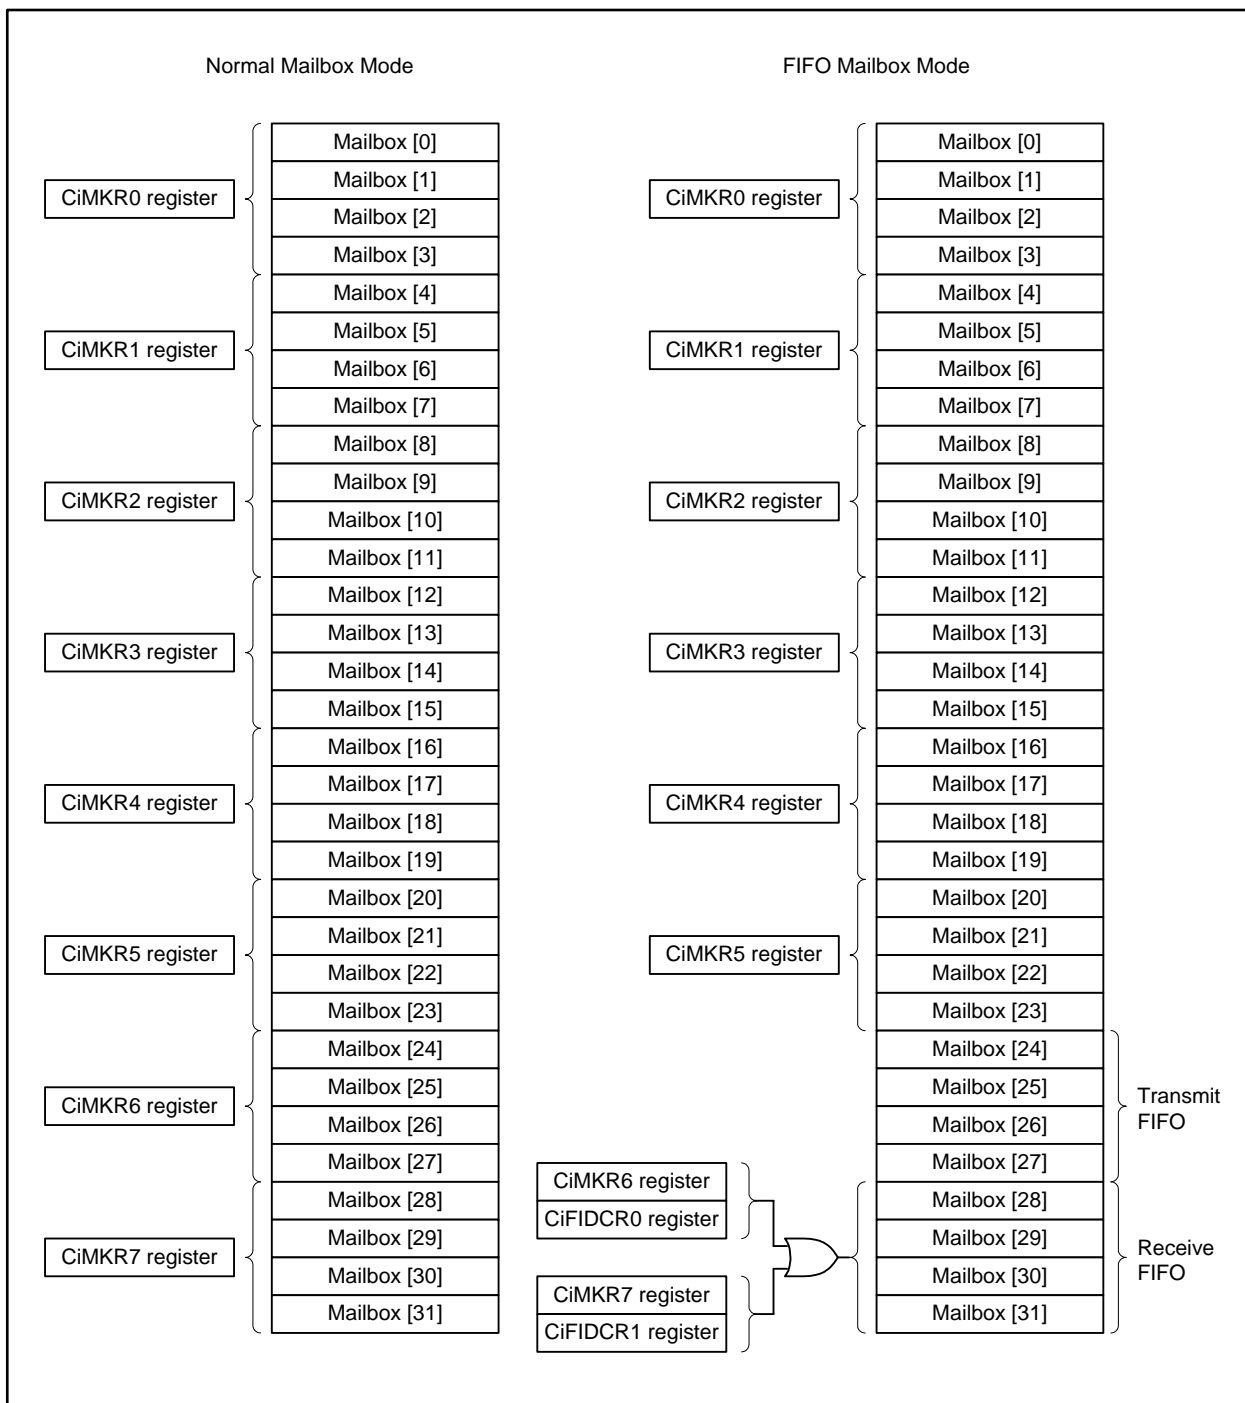 Normal Mailbox Mode
CiMKR0 register
Mailbox [0]
Mailbox [1]
Mailbox [2]
Mailbox [3]
CiMKR1 register
Mailbox [4]
Mailbox [5]
Mailbox [6]
Mailbox [7]
CiMKR2 register
Mailbox [8]
Mailbox [9]
Mailbox [10]
Mailbox [11]
CiMKR3 register
Mailbox [12]
Mailbox [13]
Mailbox [14]
Mailbox [15]
CiMKR4 register
Mailbox [16]
Mailbox [17]
Mailbox [18]
Mailbox [19]
CiMKR5 register
Mailbox [20]
Mailbox [21]
Mailbox [22]
Mailbox [23]
CiMKR6 register
Mailbox [24]
Mailbox [25]
Mailbox [26]
Mailbox [27]
CiMKR7 register
Mailbox [28]
Mailbox [29]
Mailbox [30]
Mailbox [31]
FIFO Mailbox Mode
CiMKR0 register
Mailbox [0]
Mailbox [1]
Mailbox [2]
Mailbox [3]
CiMKR1 register
Mailbox [4]
Mailbox [5]
Mailbox [6]
Mailbox [7]
CiMKR2 register
Mailbox [8]
Mailbox [9]
Mailbox [10]
Mailbox [11]
CiMKR3 register
Mailbox [12]
Mailbox [13]
Mailbox [14]
Mailbox [15]
CiMKR4 register
Mailbox [16]
Mailbox [17]
Mailbox [18]
Mailbox [19]
CiMKR5 register
Mailbox [20]
Mailbox [21]
Mailbox [22]
Mailbox [23]
Mailbox [24]
Mailbox [25]
Mailbox [26]
Mailbox [27]
Transmit
FIFO
CiMKR6 register
CiFIDCR0 register
CiMKR7 register
CiFIDCR1 register
Mailbox [28]
Mailbox [29]
Mailbox [30]
Mailbox [31]
Receive
FIFO